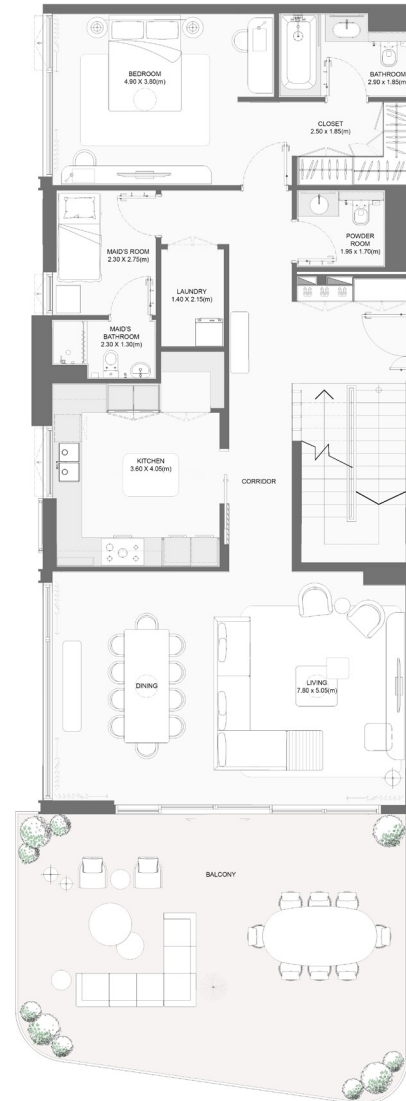 BEDROOM
4.90 X 3.80(m)
BATHROOM
2.90 x 1.85(m
CLOSET
2.50 x 1.85(m)
MAID'S ROOM
2.30 X 2.75(m)
POWDER
ROOM
1.95 x 1.70(m)
LAUNDRY
1.40 X 2.15(m)
MAID'S
BATHROOM
2.30 X 1.30(m)
KITCHEN
3.60 X 4.05(m)
CORRIDOR
DINING
LIVING
7.80 x 5.05(m)
BALCONY